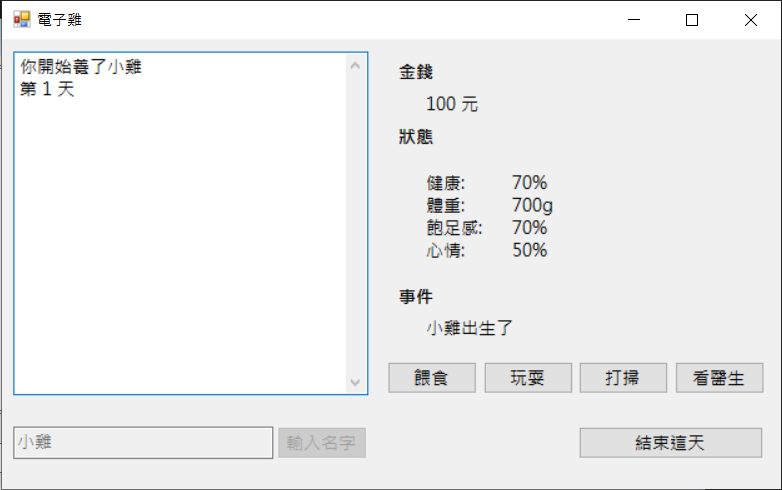 電子雞
你開始養了小雞
第 1 天
金錢
100 元
狀態
健康: 70%
體重: 700g
飽足感: 70%
心情: 50%
事件
小雞出生了
餵食 玩耍 打掃 看醫生
小雞 輸入名字 結束這天